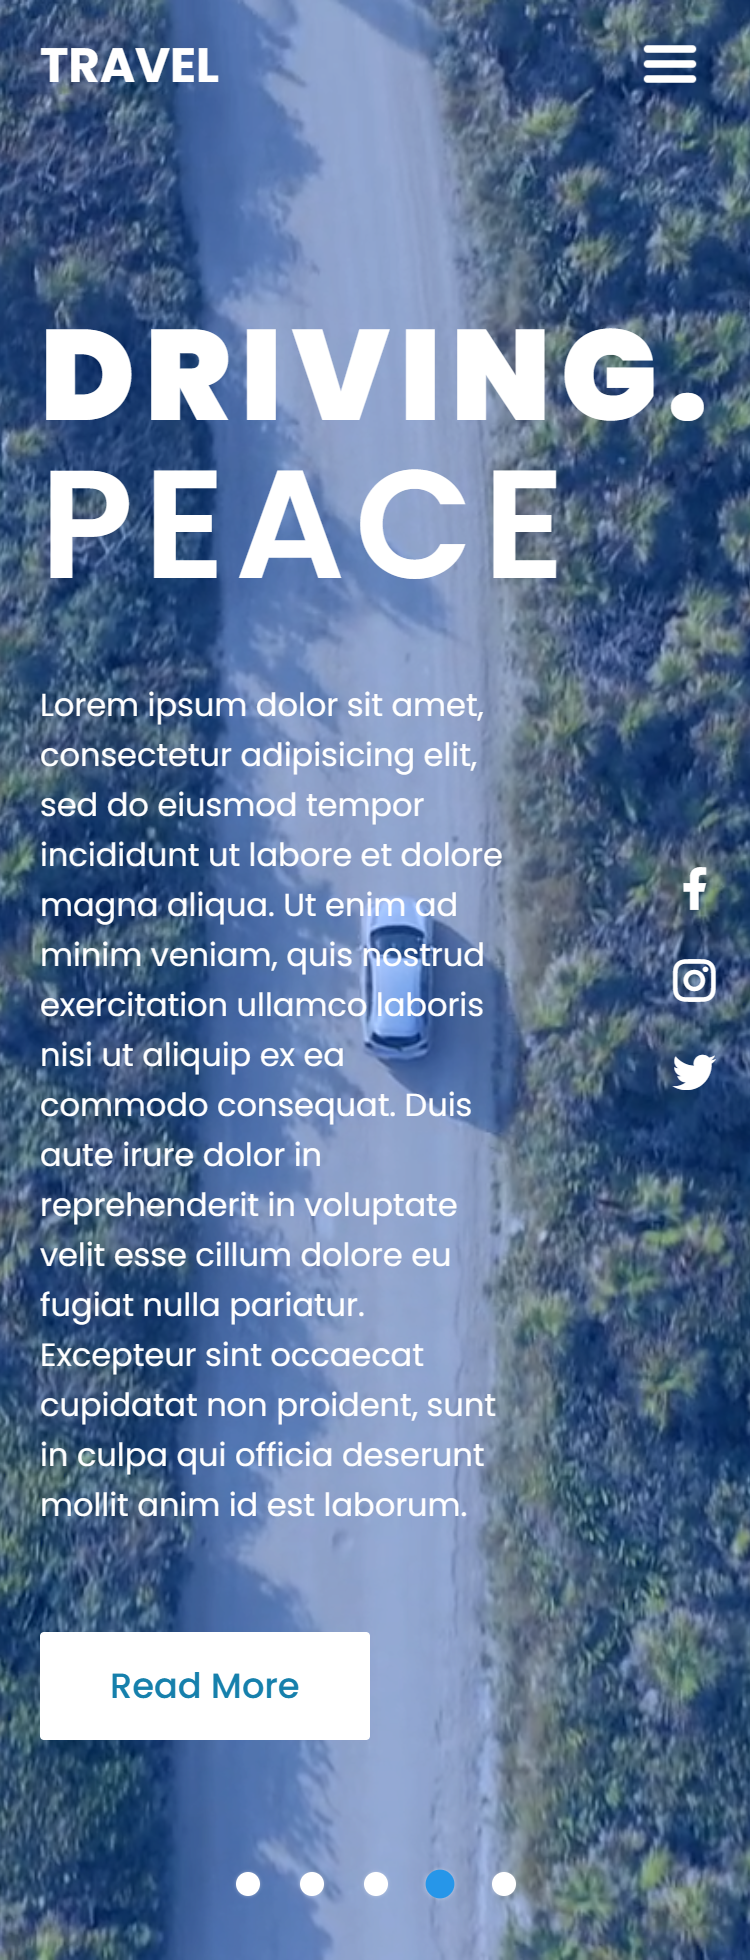 TRAVEL
DRIVING.
PEACE
Lorem ipsum dolor sit amet,
consectetur adipisicing elit,
sed do eiusmod tempor
incididunt ut labore et dolore
magna aliqua. Ut enim ad
minim veniam, quis nostrud
exercitation ullamco laboris
nisi ut aliquip ex ea
commodo consequat. Duis
aute irure dolor in
reprehenderit in voluptate
velit esse cillum dolore eu
fugiat nulla pariatur.
Excepteur sint occaecat
cupidatat non proident, sunt
in culpa qui officia deserunt
mollit anim id est laborum.
Read More